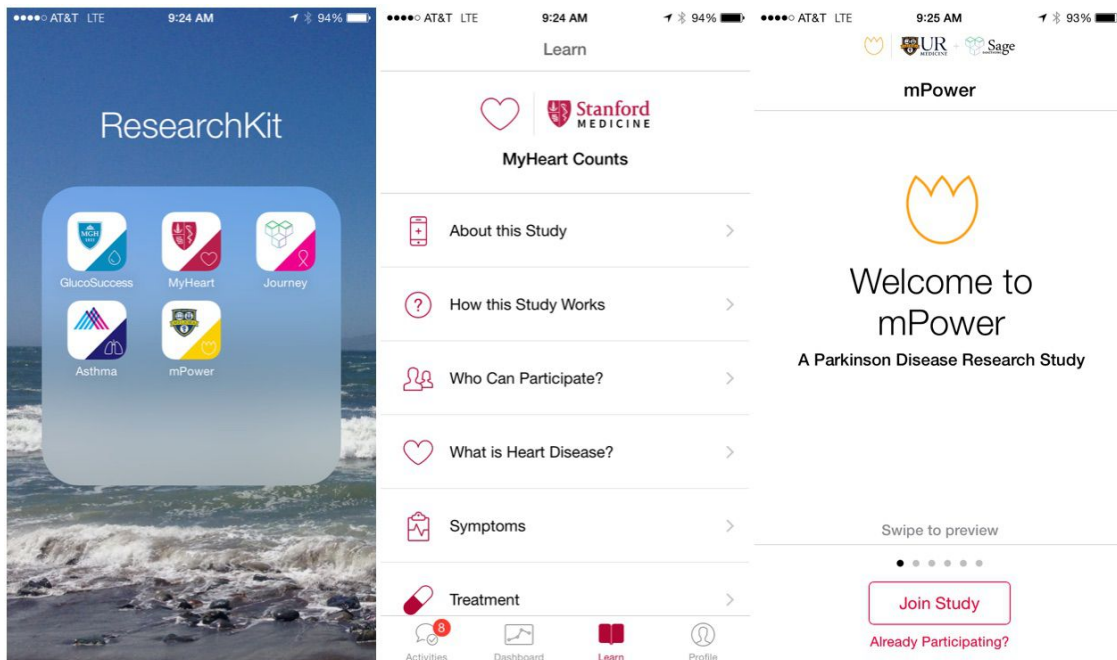 AT&T LTE 9:24 AM 94%
ResearchKit
MGH
1811
GlucoSuccess
MyHeart
Journey
Asthma
mPower
AT&T LTE 9:24 AM 94%
Learn
Stanford
MEDICINE
MyHeart Counts
About this Study
How this Study Works
Who Can Participate?
What is Heart Disease?
Symptoms
Treatment
8
Activities
Dashboard
Learn
Profile
AT&T LTE 9:25 AM 93%
UR
MEDICINE
Sage
mPower
Welcome to
mPower
A Parkinson Disease Research Study
Swipe to preview
Join Study
Already Participating?